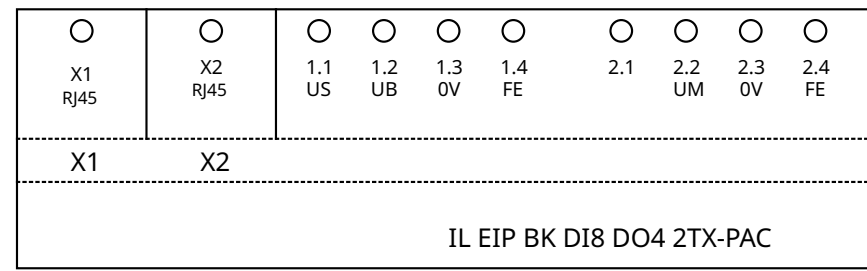 X1 X2 1.1 1.2 1.3 1.4 2.1 2.2 2.3 2.4
RJ45 RJ45 US UB 0V FE UM 0V FE
X1 X2
IL EIP BK DI8 DO4 2TX-PAC